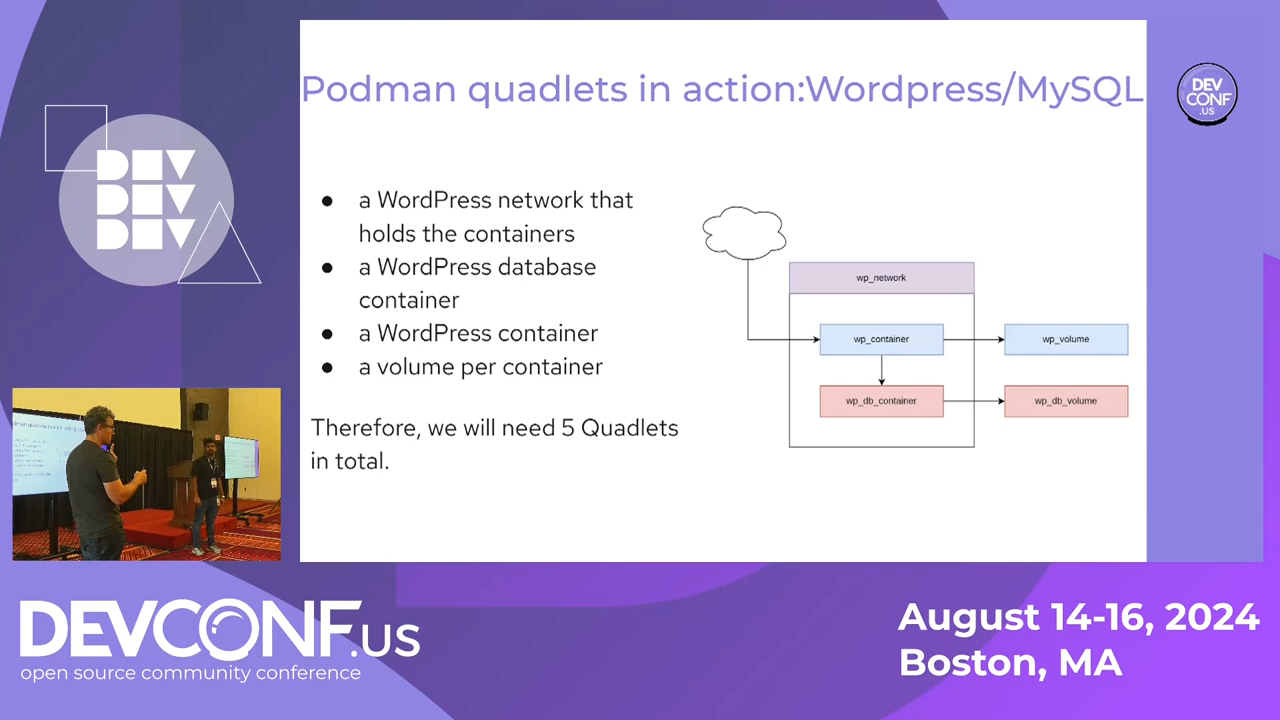 Podman quadlets in action:Wordpress/MySQL
DEV
CONF
.US
DEV
DEV
DEV
● a WordPress network that
holds the containers
● a WordPress database
container
● a WordPress container
● a volume per container
Therefore, we will need 5 Quadlets
in total.
wp_network
wp_container
wp_volume
wp_db_container
wp_db_volume
DEVCONF.US
open source community conference
August 14-16, 2024
Boston, MA